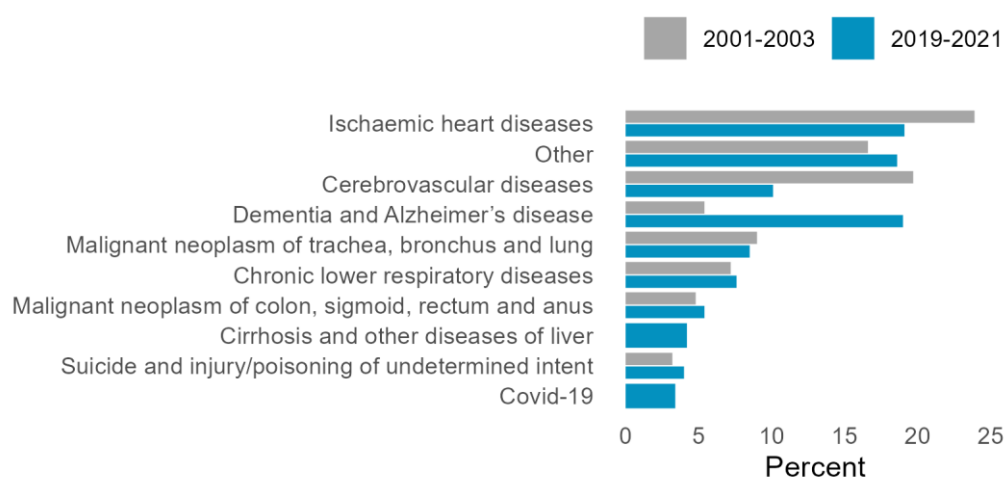 2001-2003 2019-2021
Ischaemic heart diseases
Other
Cerebrovascular diseases
Dementia and Alzheimer’s disease
Malignant neoplasm of trachea, bronchus and lung
Chronic lower respiratory diseases
Malignant neoplasm of colon, sigmoid, rectum and anus
Cirrhosis and other diseases of liver
Suicide and injury/poisoning of undetermined intent
Covid-19
0 5 10 15 20 25
Percent